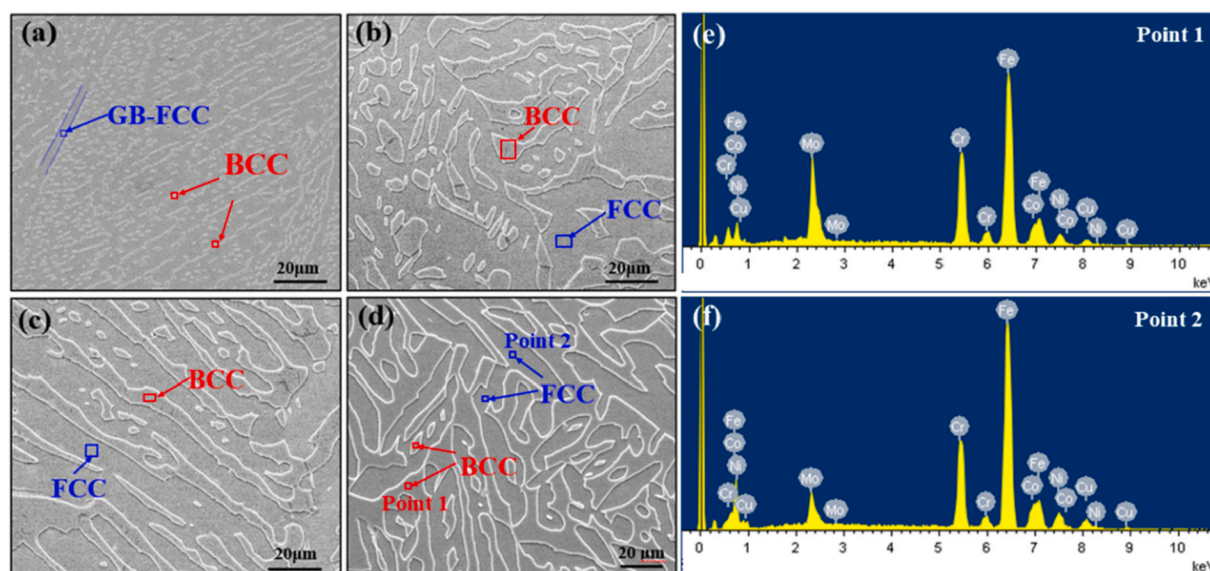 (a)
GB-FCC
BCC
20μm
(b)
BCC
FCC
20μm
(e)
Point 1
Fe
Fe
Co
Cr
Ni
Cu
Mo
Mo
Cr
Cr
Fe
Co
Ni
Co
Cu
Ni
Cu
0 1 2 3 4 5 6 7 8 9 10
keV
(c)
BCC
FCC
20μm
(d)
Point 2
FCC
BCC
Point 1
20 μm
(f)
Point 2
Fe
Fe
Co
Ni
Cr
Cu
Mo
Mo
Cr
Cr
Fe
Co
Ni
Co
Cu
Ni
Cu
0 1 2 3 4 5 6 7 8 9 10